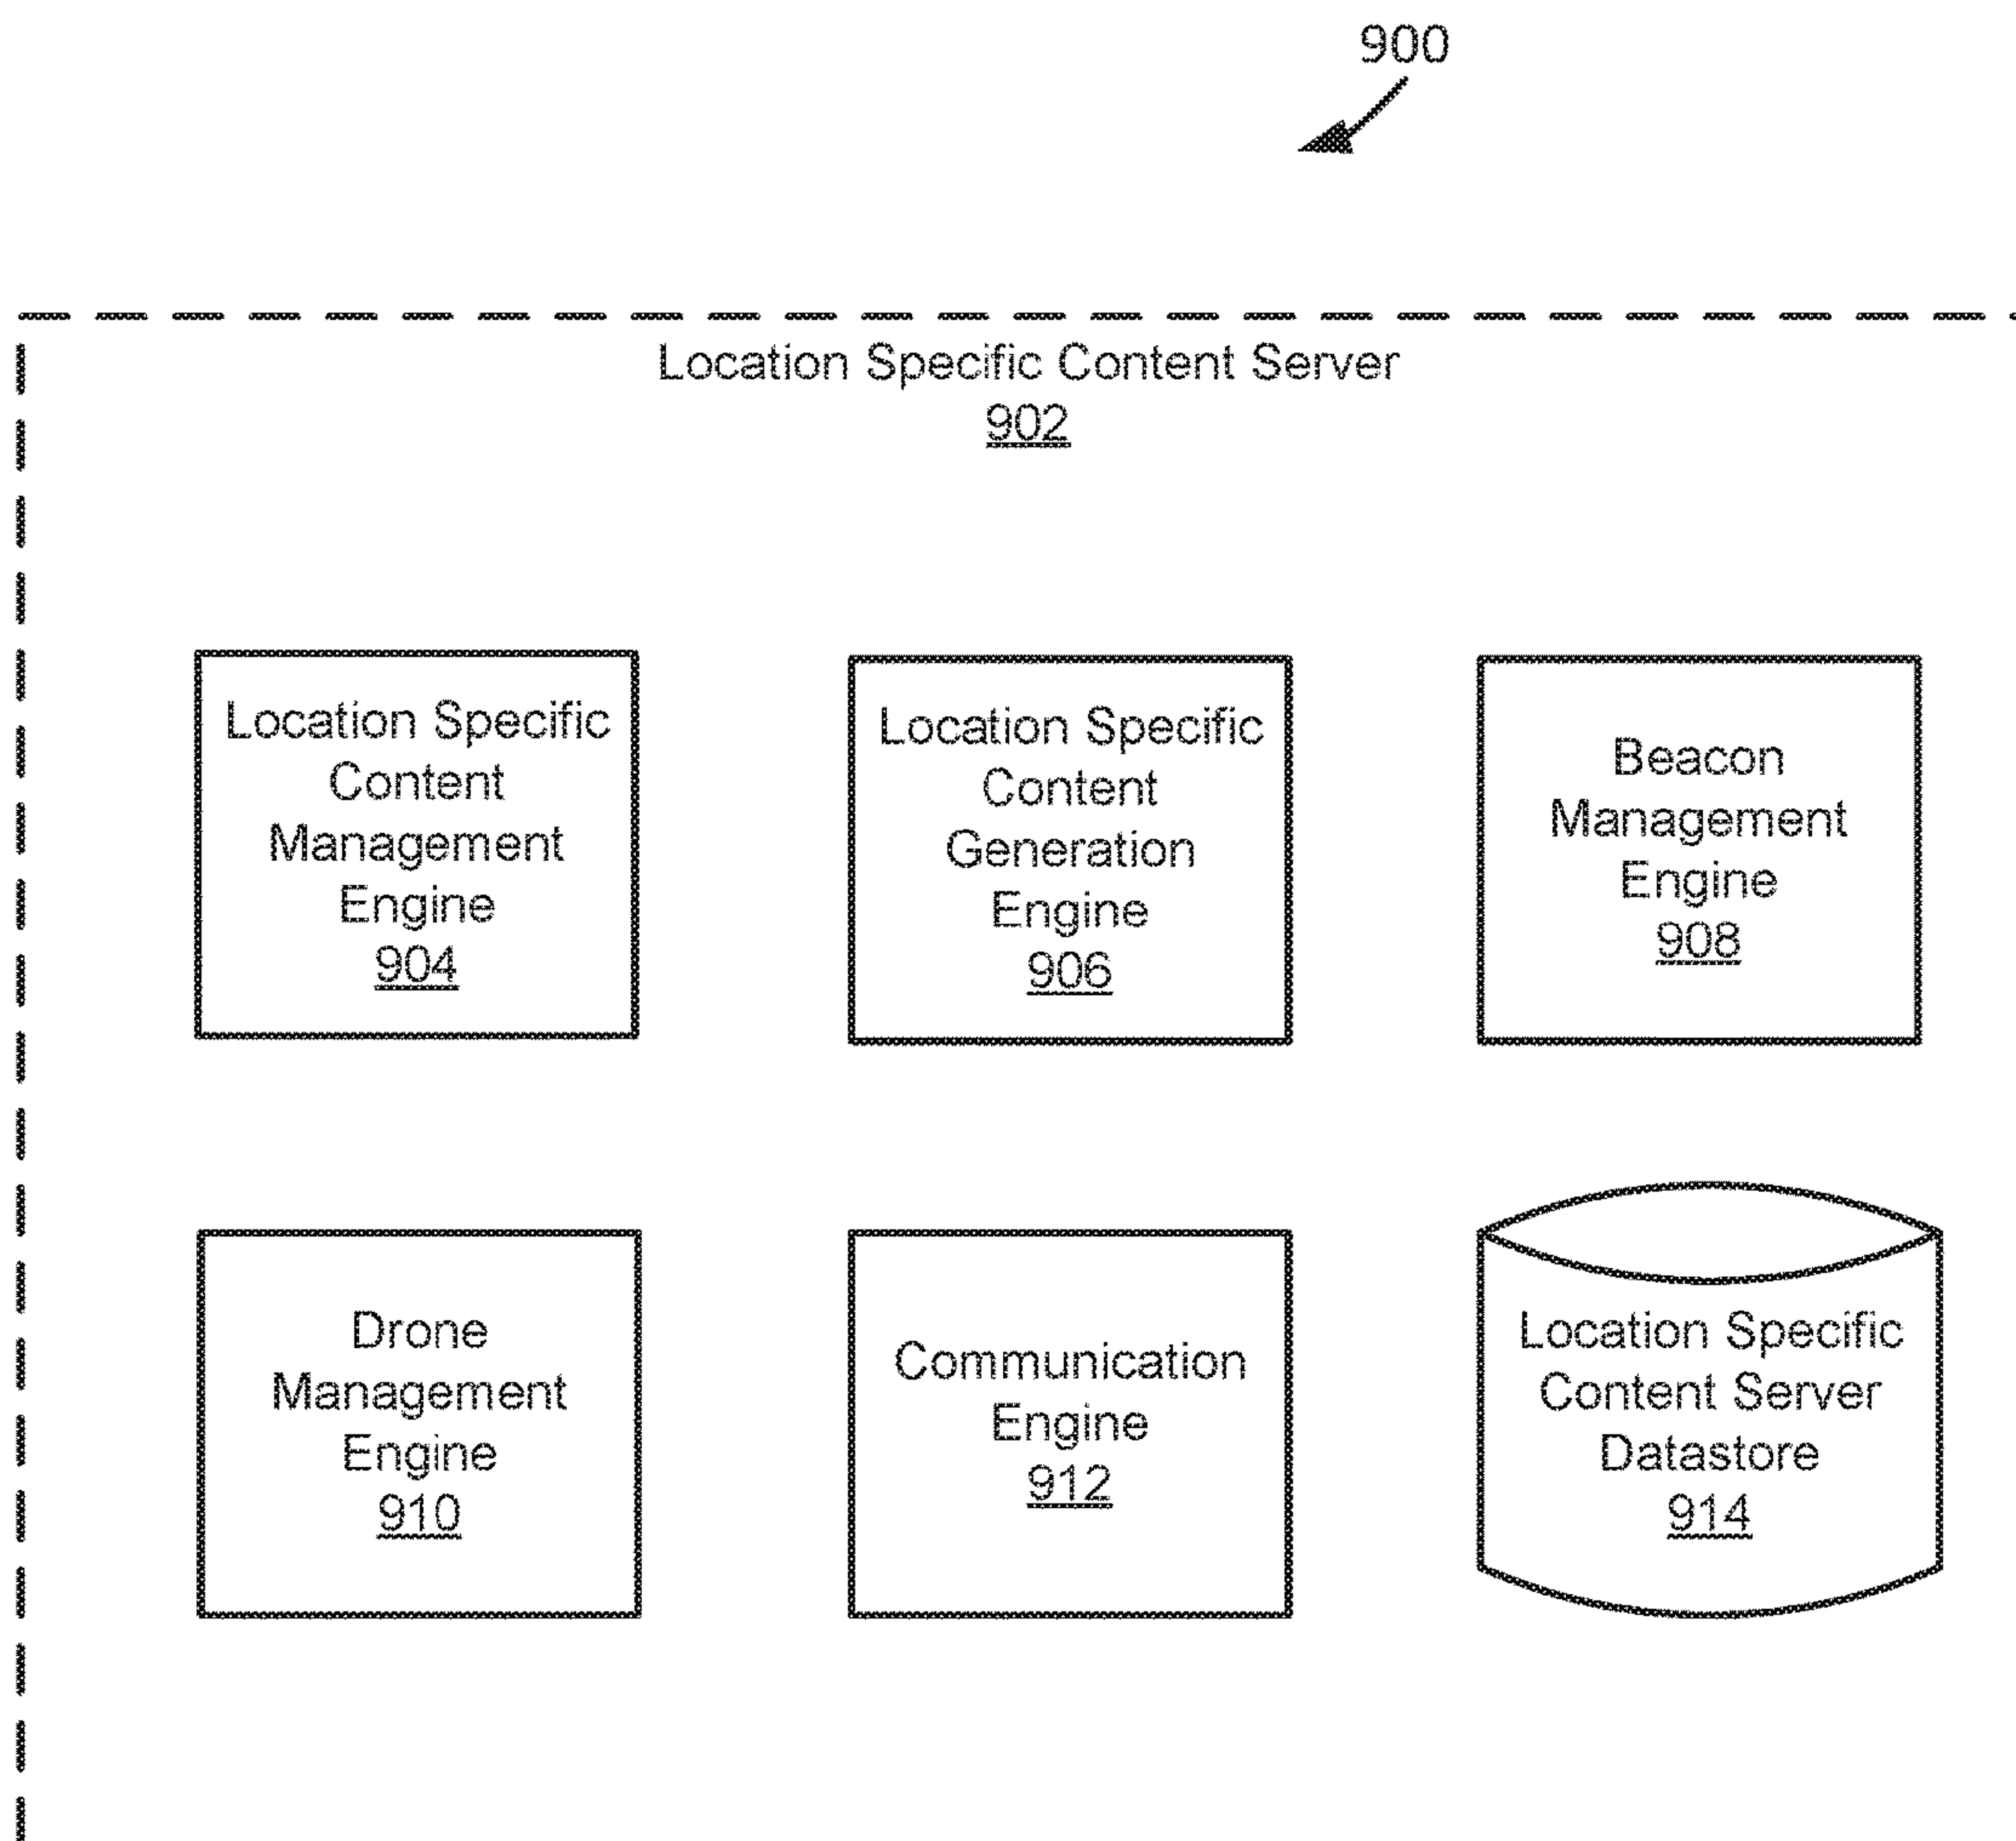 900
Location Specific Content Server
902
Location Specific
Content
Management
Engine
904
Location Specific
Content
Generation
Engine
906
Beacon
Management
Engine
908
Drone
Management
Engine
910
Communication
Engine
912
Location Specific
Content Server
Datastore
914